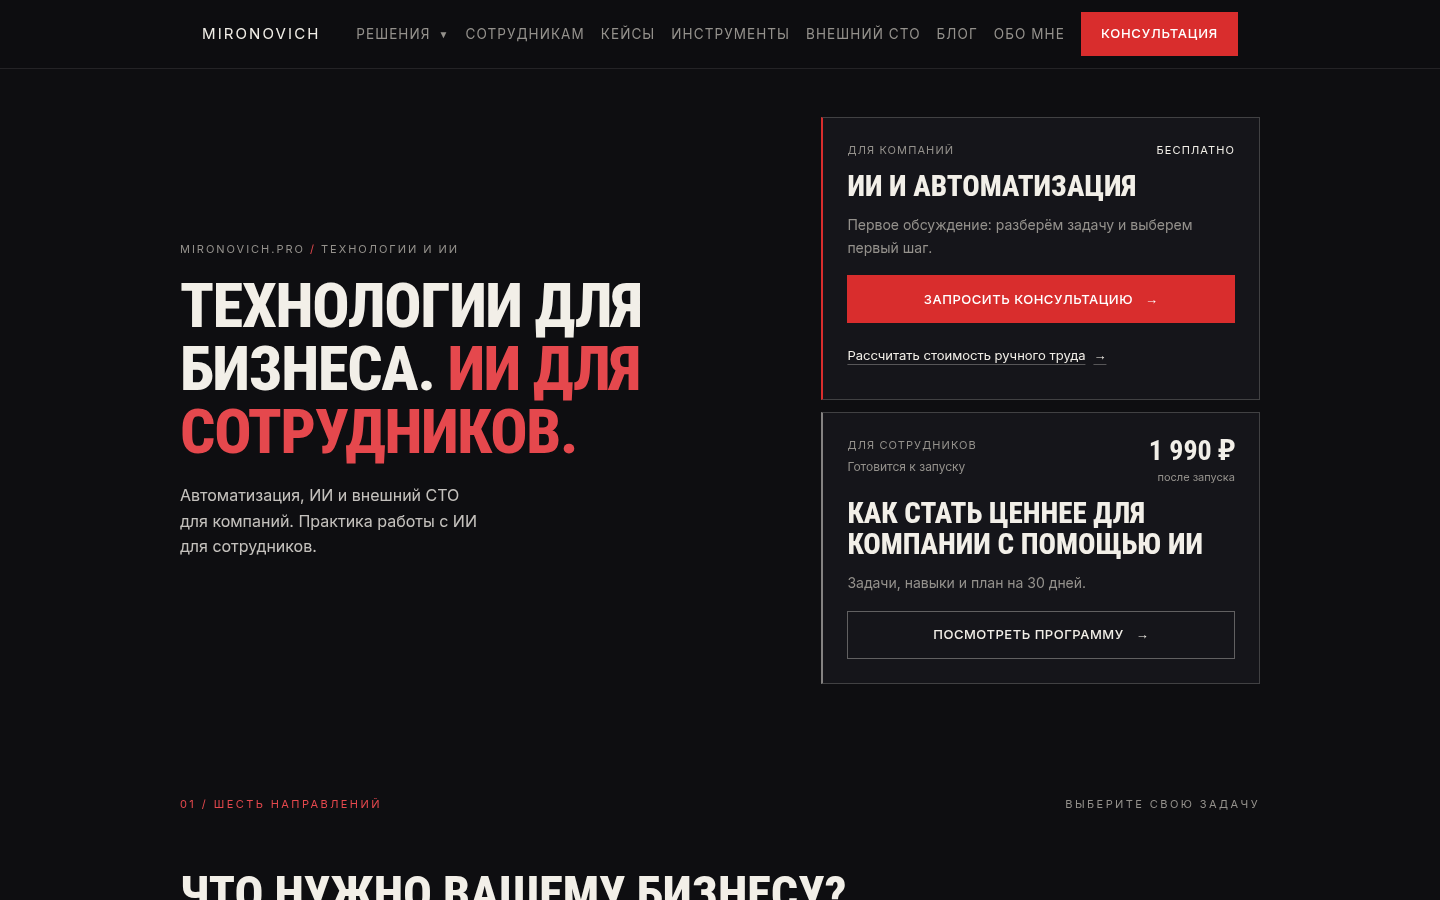 MIRONOVICH РЕШЕНИЯ ▾ СОТРУДНИКАМ КЕЙСЫ ИНСТРУМЕНТЫ ВНЕШНИЙ CTO БЛОГ ОБО МНЕ КОНСУЛЬТАЦИЯ
MIRONOVICH.PRO / ТЕХНОЛОГИИ И ИИ
ТЕХНОЛОГИИ ДЛЯ
БИЗНЕСА. ИИ ДЛЯ
СОТРУДНИКОВ.
Автоматизация, ИИ и внешний CTO
для компаний. Практика работы с ИИ
для сотрудников.
ДЛЯ КОМПАНИЙ БЕСПЛАТНО
ИИ И АВТОМАТИЗАЦИЯ
Первое обсуждение: разберём задачу и выберем
первый шаг.
ЗАПРОСИТЬ КОНСУЛЬТАЦИЮ →
Рассчитать стоимость ручного труда →
ДЛЯ СОТРУДНИКОВ 1 990 ₽
Готовится к запуску после запуска
КАК СТАТЬ ЦЕННЕЕ ДЛЯ
КОМПАНИИ С ПОМОЩЬЮ ИИ
Задачи, навыки и план на 30 дней.
ПОСМОТРЕТЬ ПРОГРАММУ →
01 / ШЕСТЬ НАПРАВЛЕНИЙ ВЫБЕРИТЕ СВОЮ ЗАДАЧУ
ЧТО НУЖНО ВАШЕМУ БИЗНЕСУ?